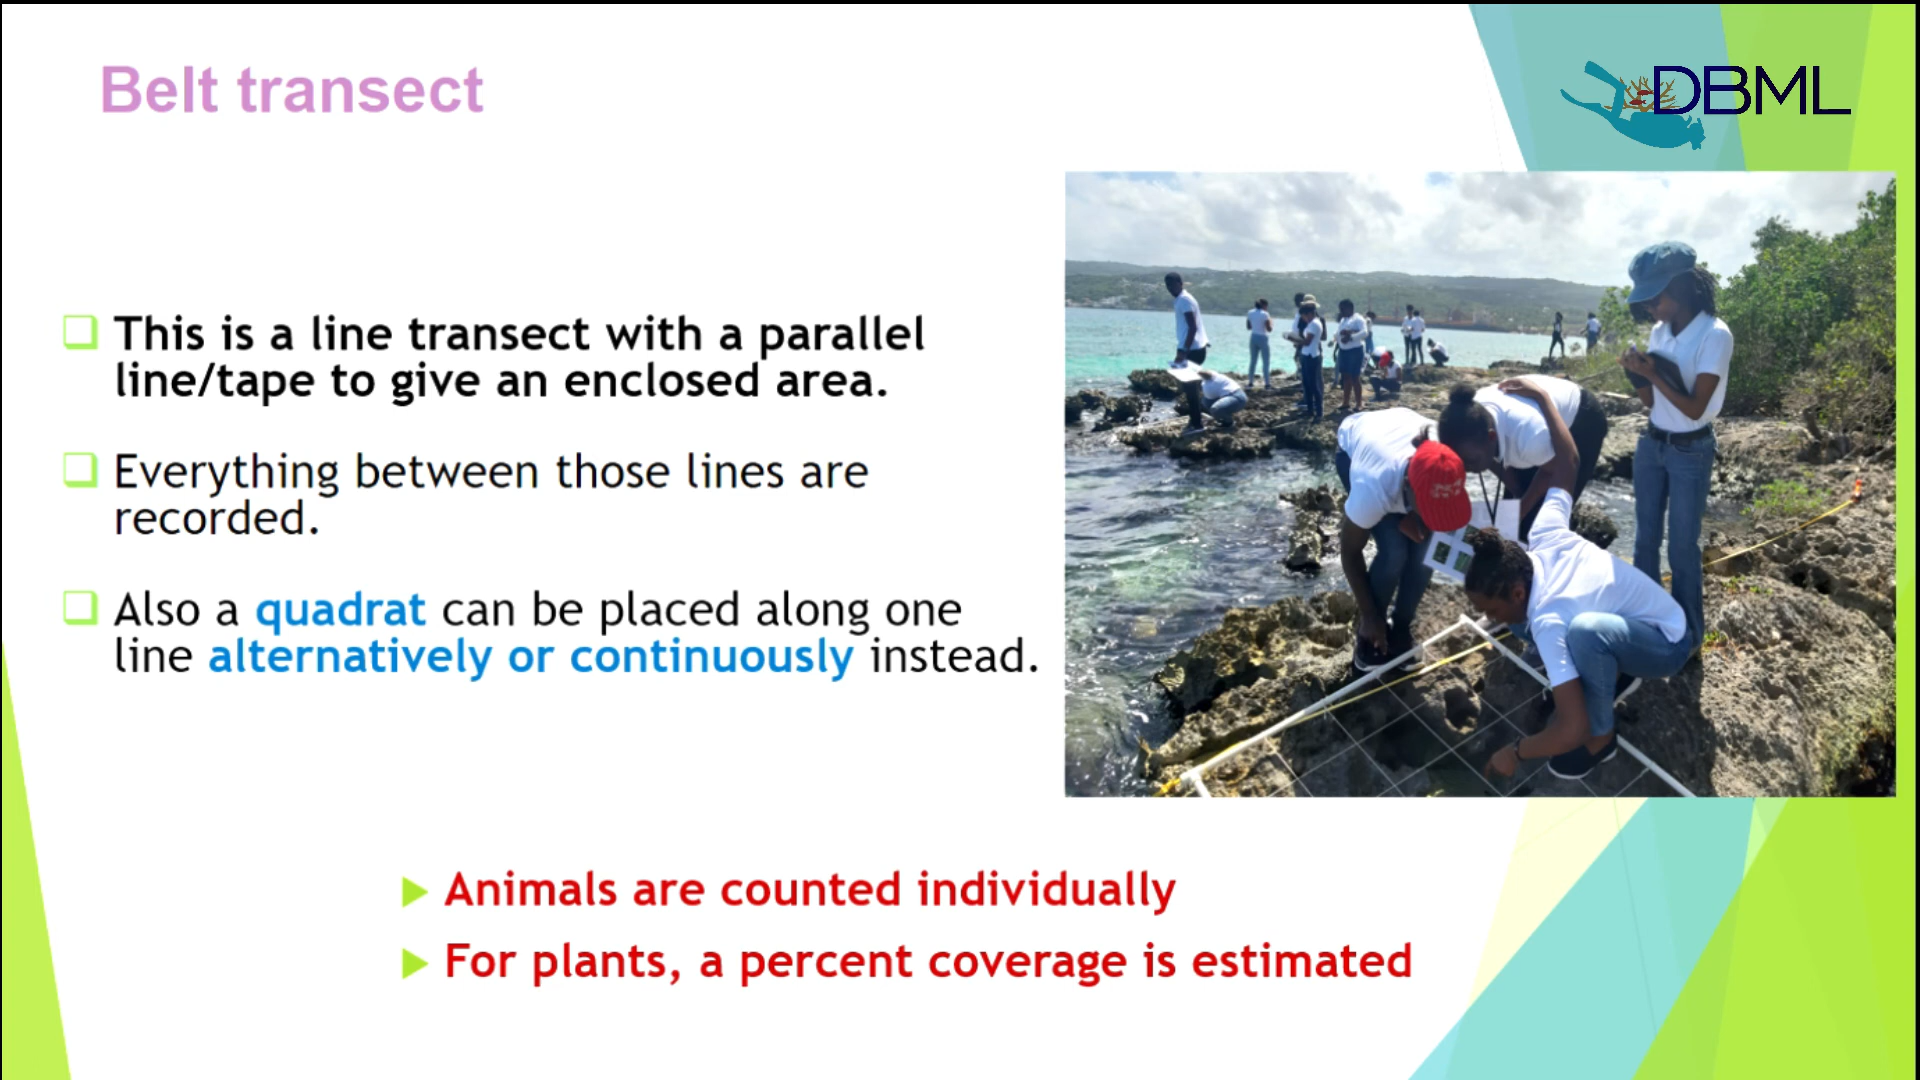 Belt transect
DBML
This is a line transect with a parallel
line/tape to give an enclosed area.
Everything between those lines are
recorded.
Also a quadrat can be placed along one
line alternatively or continuously instead.
Animals are counted individually
For plants, a percent coverage is estimated